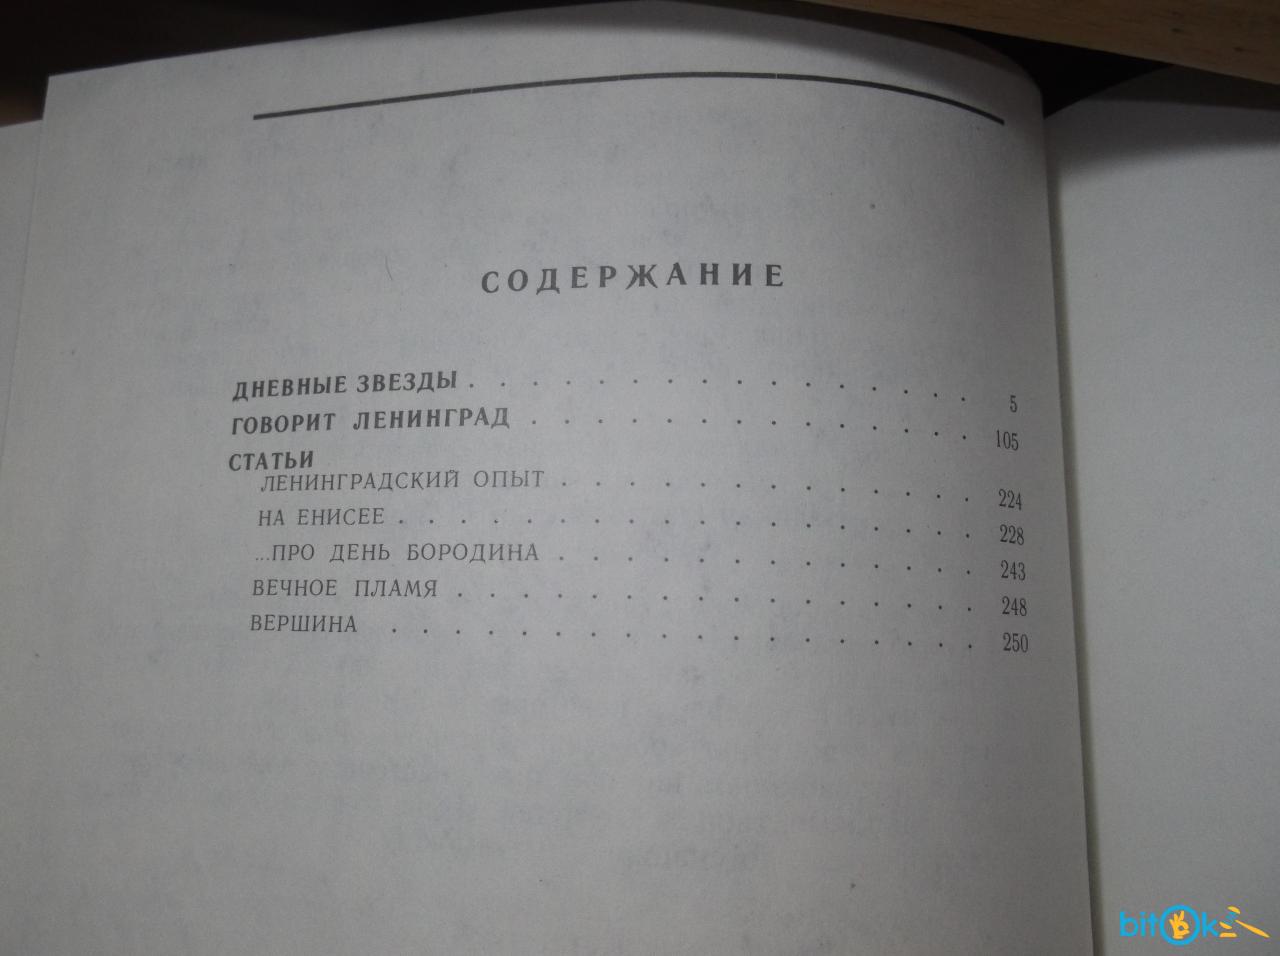 СОДЕРЖАНИЕ
ДНЕВНЫЕ ЗВЕЗДЫ . . . . . . . . . . . . . . . . 5
ГОВОРИТ ЛЕНИНГРАД . . . . . . . . . . . . . . 105
СТАТЬИ
ЛЕНИНГРАДСКИЙ ОПЫТ . . . . . . . . . . . . 224
НА ЕНИСЕЕ . . . . . . . . . . . . . . . . . 228
...ПРО ДЕНЬ БОРОДИНА . . . . . . . . . . . . 243
ВЕЧНОЕ ПЛАМЯ . . . . . . . . . . . . . . . 248
ВЕРШИНА . . . . . . . . . . . . . . . . . . 250
bitok